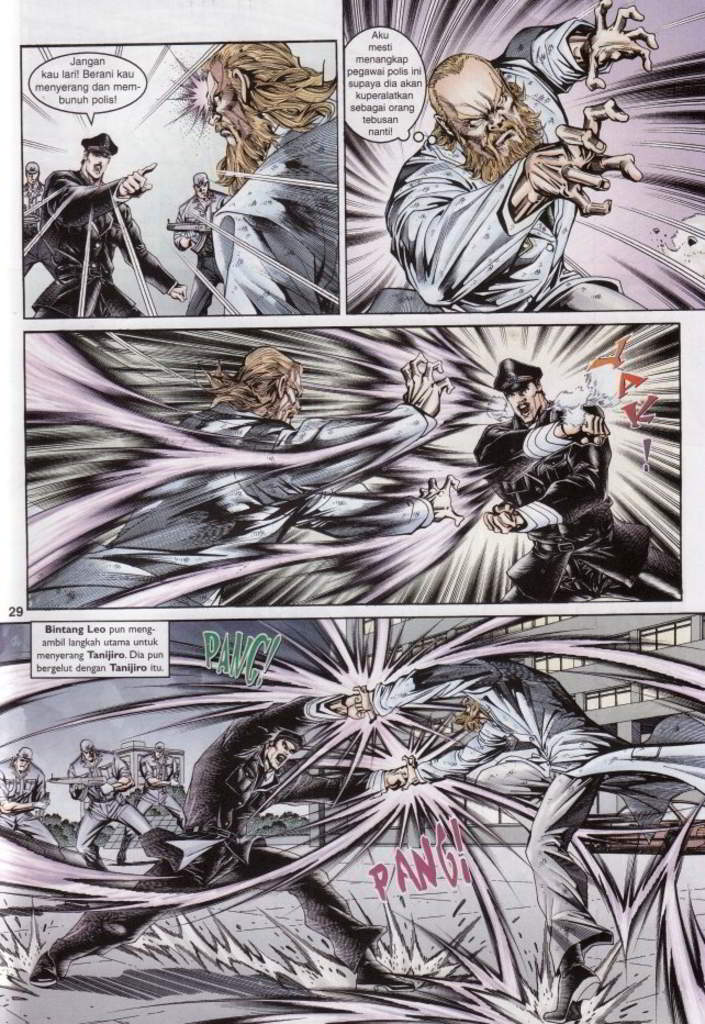 Jangan
kau lari! Berani kau
menyerang dan mem-
bunuh polis!
Aku
mesti
menangkap
pegawai polis ini
supaya dia akan
kuperalatkan
sebagai orang
tebusan
nanti!
YAK!
29
Bintang Leo pun meng-
ambil langkah utama untuk
menyerang Tanijiro. Dia pun
bergelut dengan Tanijiro itu.
PANG!
PANG!